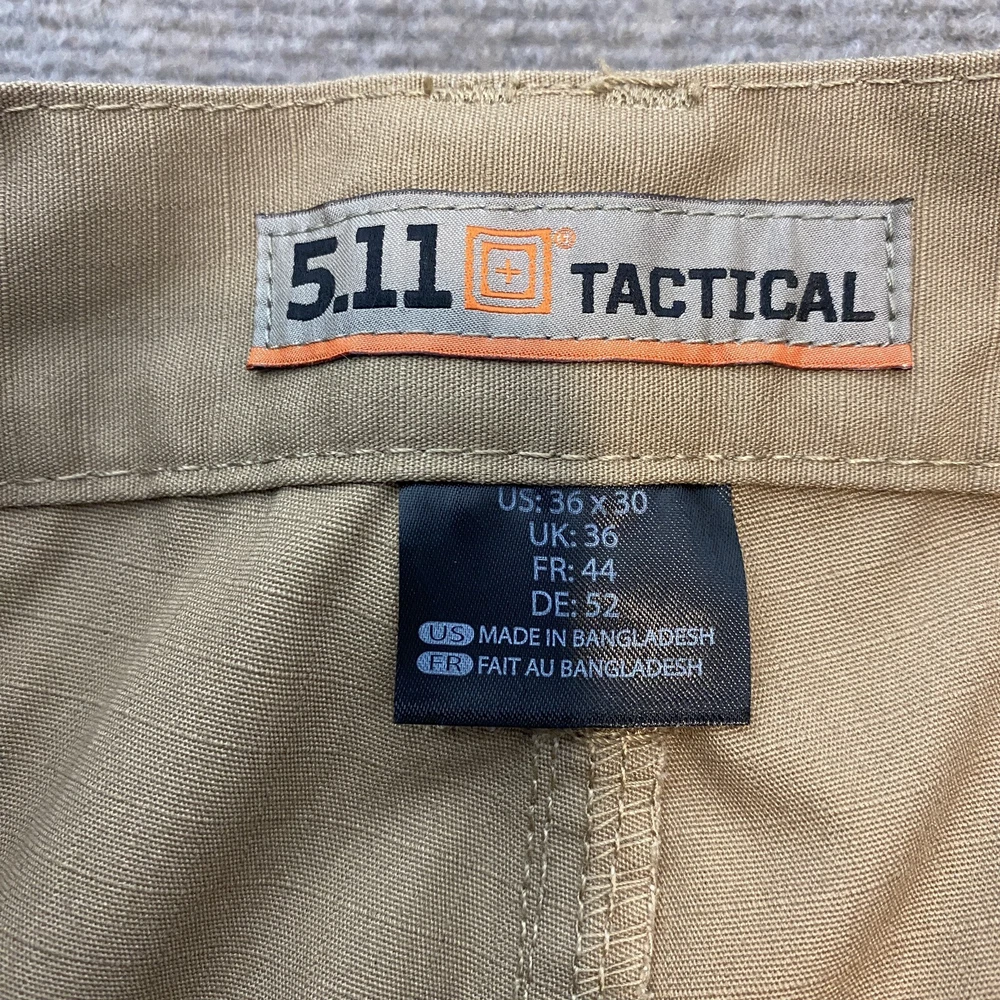 5.11 ® TACTICAL
US: 36 x 30
UK: 36
FR: 44
DE: 52
US MADE IN BANGLADESH
FR FAIT AU BANGLADESH